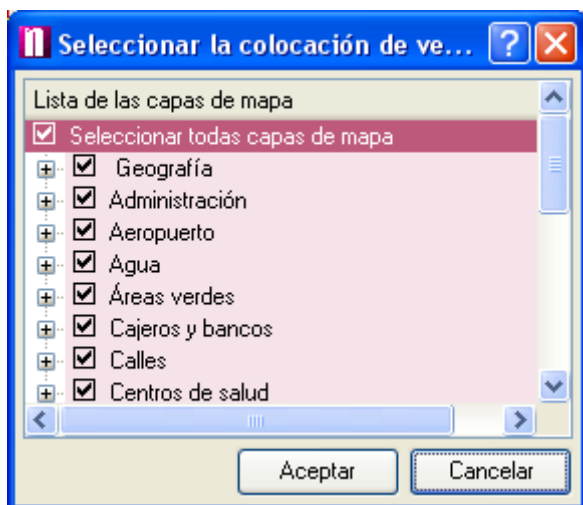 Seleccionar la colocación de ve...
Lista de las capas de mapa
Seleccionar todas capas de mapa
Geografía
Administración
Aeropuerto
Agua
Áreas verdes
Cajeros y bancos
Calles
Centros de salud
Aceptar Cancelar